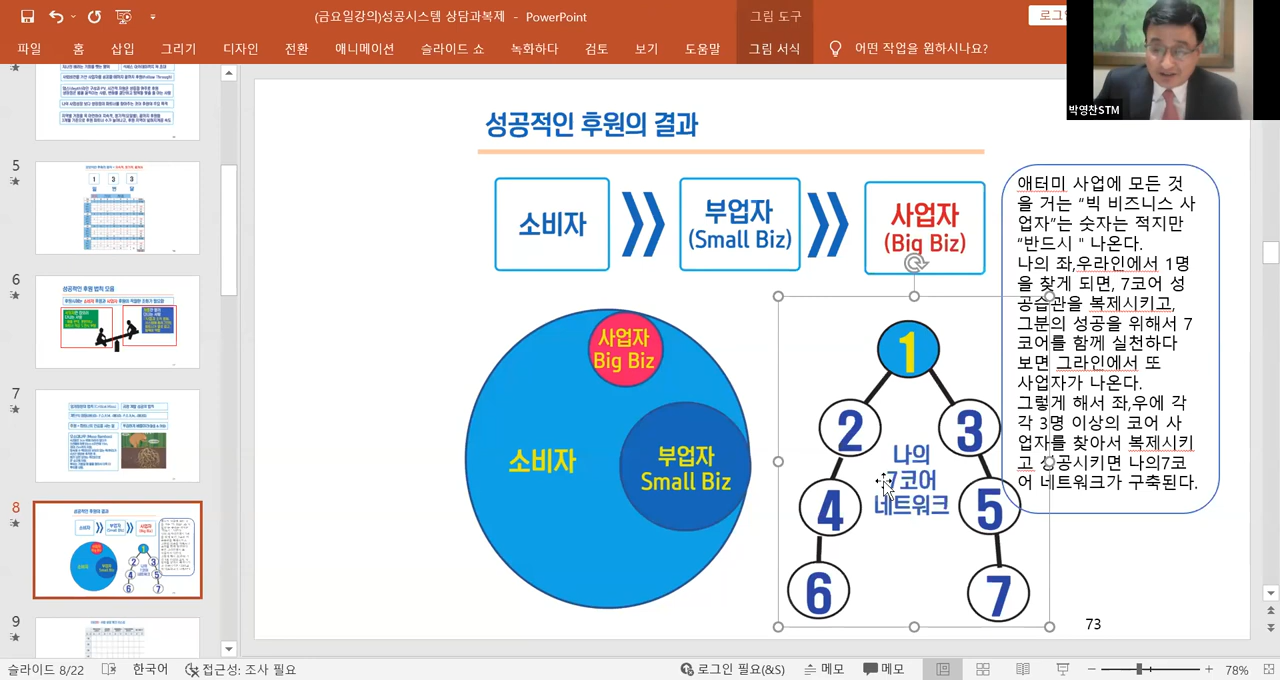 (금요일강의)성공시스템 상담과복제 - PowerPoint
그림 도구
파일 홈 삽입 그리기 디자인 전환 애니메이션 슬라이드 쇼 녹화하다 검토 보기 도움말 그림 서식 어떤 작업을 원하시나요?
박영찬STM
5
6
7
8
9
성공적인 후원의 결과
소비자
부업자
(Small Biz)
사업자
(Big Biz)
사업자
Big Biz
소비자
부업자
Small Biz
1
2
3
4
5
6
7
나의
7코어
네트워크
애터미 사업에 모든 것
을 거는 “빅 비즈니스 사
업자”는 숫자는 적지만
“반드시 " 나온다.
나의 좌,우라인에서 1명
을 찾게 되면, 7코어 성
공습관을 복제시키고,
그분의 성공을 위해서 7
코어를 함께 실천하다
보면 그라인에서 또
사업자가 나온다.
그렇게 해서 좌,우에 각
각 3명 이상의 코어 사
업자를 찾아서 복제시키
고 성공시키면 나의7코
어 네트워크가 구축된다.
73
슬라이드 8/22 한국어 접근성: 조사 필요 로그인 필요(&S) 메모 메모 78%